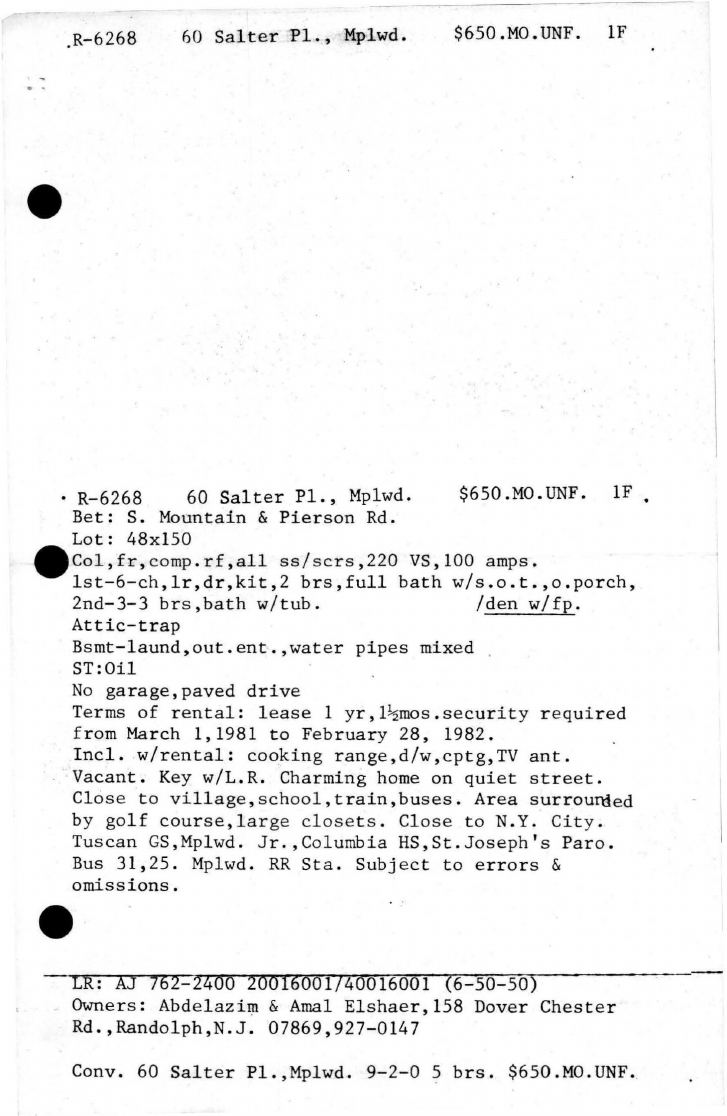 .R-6268 60 Salter Pl., Mplwd. $650.MO.UNF. 1F
R-6268 60 Salter Pl., Mplwd. $650.MO.UNF. 1F .
Bet: S. Mountain & Pierson Rd.
Lot: 48x150
Col,fr,comp.rf,all ss/scrs,220 VS,100 amps.
1st-6-ch,lr,dr,kit,2 brs,full bath w/s.o.t.,o.porch,
2nd-3-3 brs,bath w/tub. /den w/fp.
Attic-trap
Bsmt-laund,out.ent.,water pipes mixed
ST:Oil
No garage,paved drive
Terms of rental: lease 1 yr,1½mos.security required
from March 1,1981 to February 28, 1982.
Incl. w/rental: cooking range,d/w,cptg,TV ant.
Vacant. Key w/L.R. Charming home on quiet street.
Close to village,school,train,buses. Area surrounded
by golf course,large closets. Close to N.Y. City.
Tuscan GS,Mplwd. Jr.,Columbia HS,St.Joseph's Paro.
Bus 31,25. Mplwd. RR Sta. Subject to errors &
omissions.
LR: AJ 762-2400 20016001/40016001 (6-50-50)
Owners: Abdelazim & Amal Elshaer,158 Dover Chester
Rd.,Randolph,N.J. 07869,927-0147
Conv. 60 Salter Pl.,Mplwd. 9-2-0 5 brs. $650.MO.UNF.